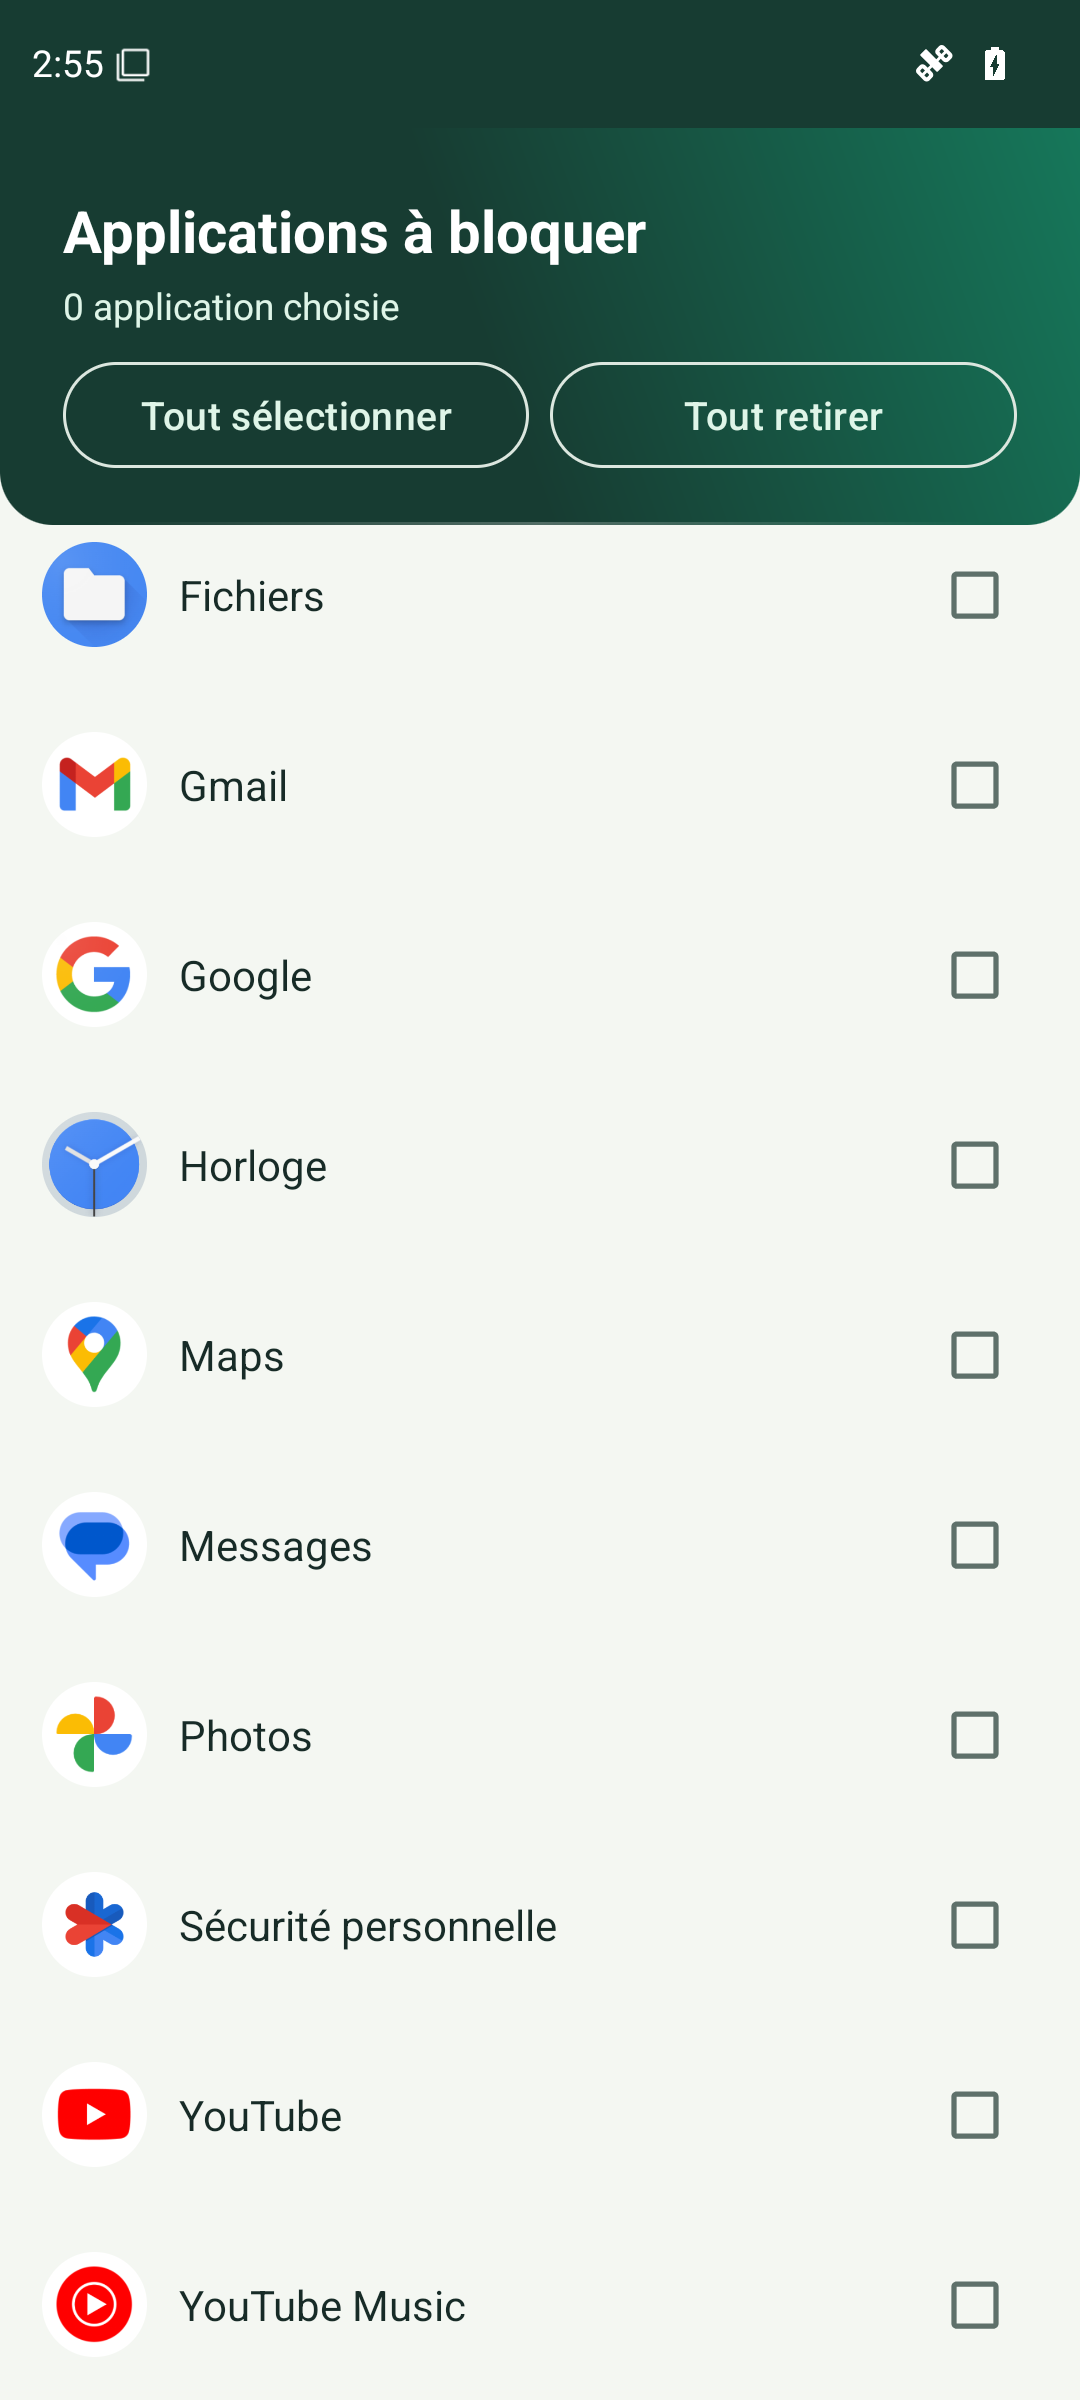 2:55
Applications à bloquer
0 application choisie
Tout sélectionner
Tout retirer
Fichiers
Gmail
Google
Horloge
Maps
Messages
Photos
Sécurité personnelle
YouTube
YouTube Music